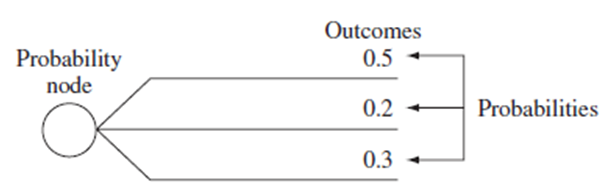 Outcomes
Probability
node
0.5
0.2
Probabilities
0.3